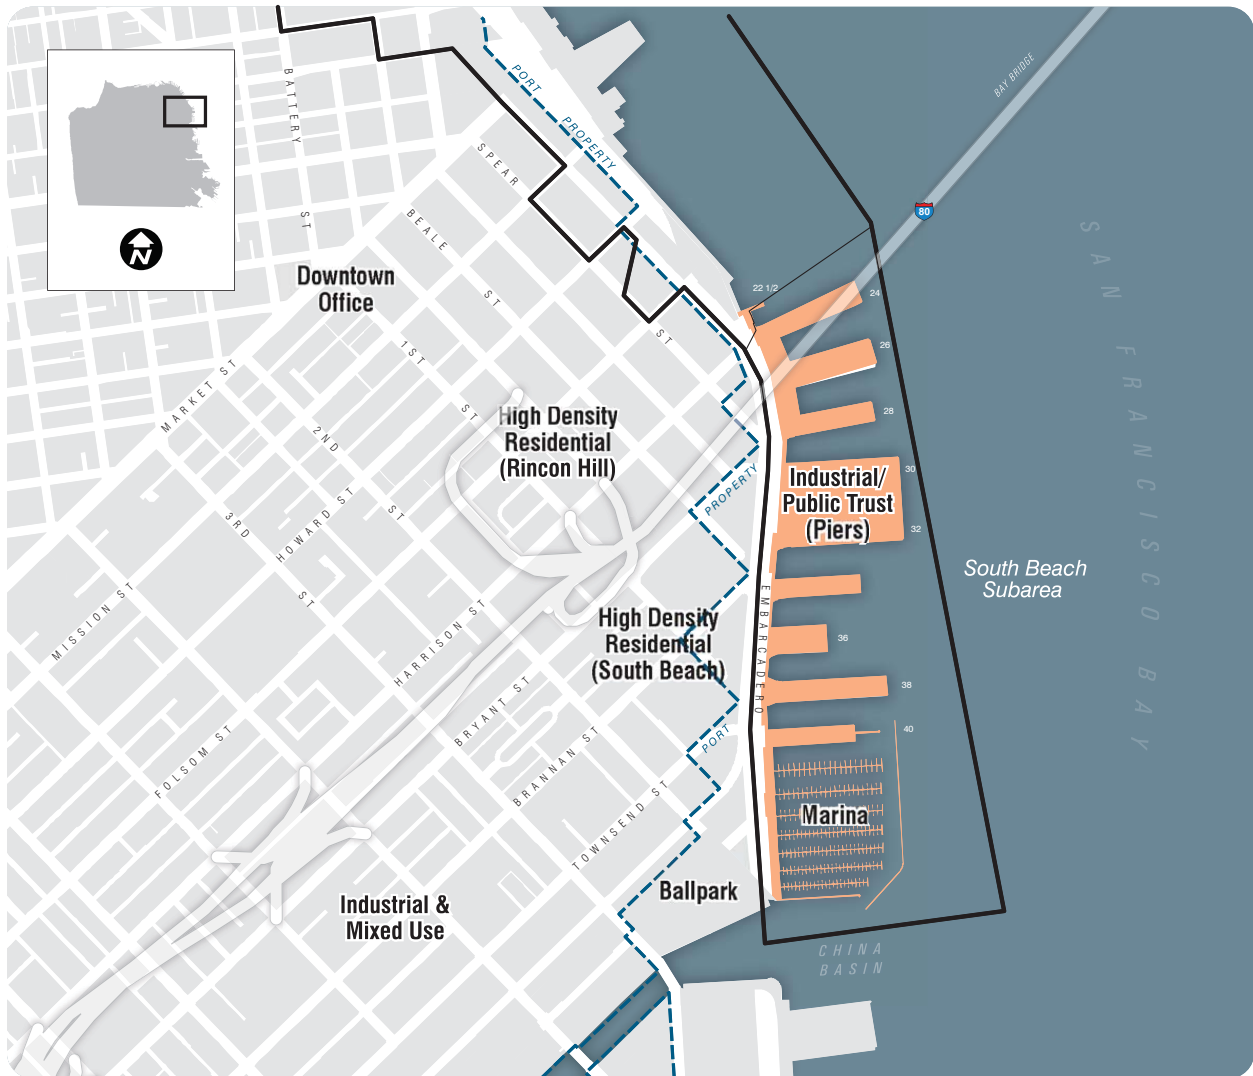 BAY BRIDGE
80
PORT
PROPERTY
BATTERY
ST
SPEAR
ST
BEALE
ST
N
Downtown
Office
22 1/2
24
26
28
30
32
36
38
40
SAN FRANCISCO BAY
MARKET ST
1ST
ST
2ND
ST
3RD
ST
HOWARD ST
MISSION ST
High Density
Residential
(Rincon Hill)
PROPERTY
Industrial/
Public Trust
(Piers)
South Beach
Subarea
EMBARCADERO
High Density
Residential
(South Beach)
HARRISON ST
BRYANT ST
FOLSOM ST
BRANNAN ST
PORT
TOWNSEND ST
Marina
Ballpark
Industrial &
Mixed Use
CHINA
BASIN